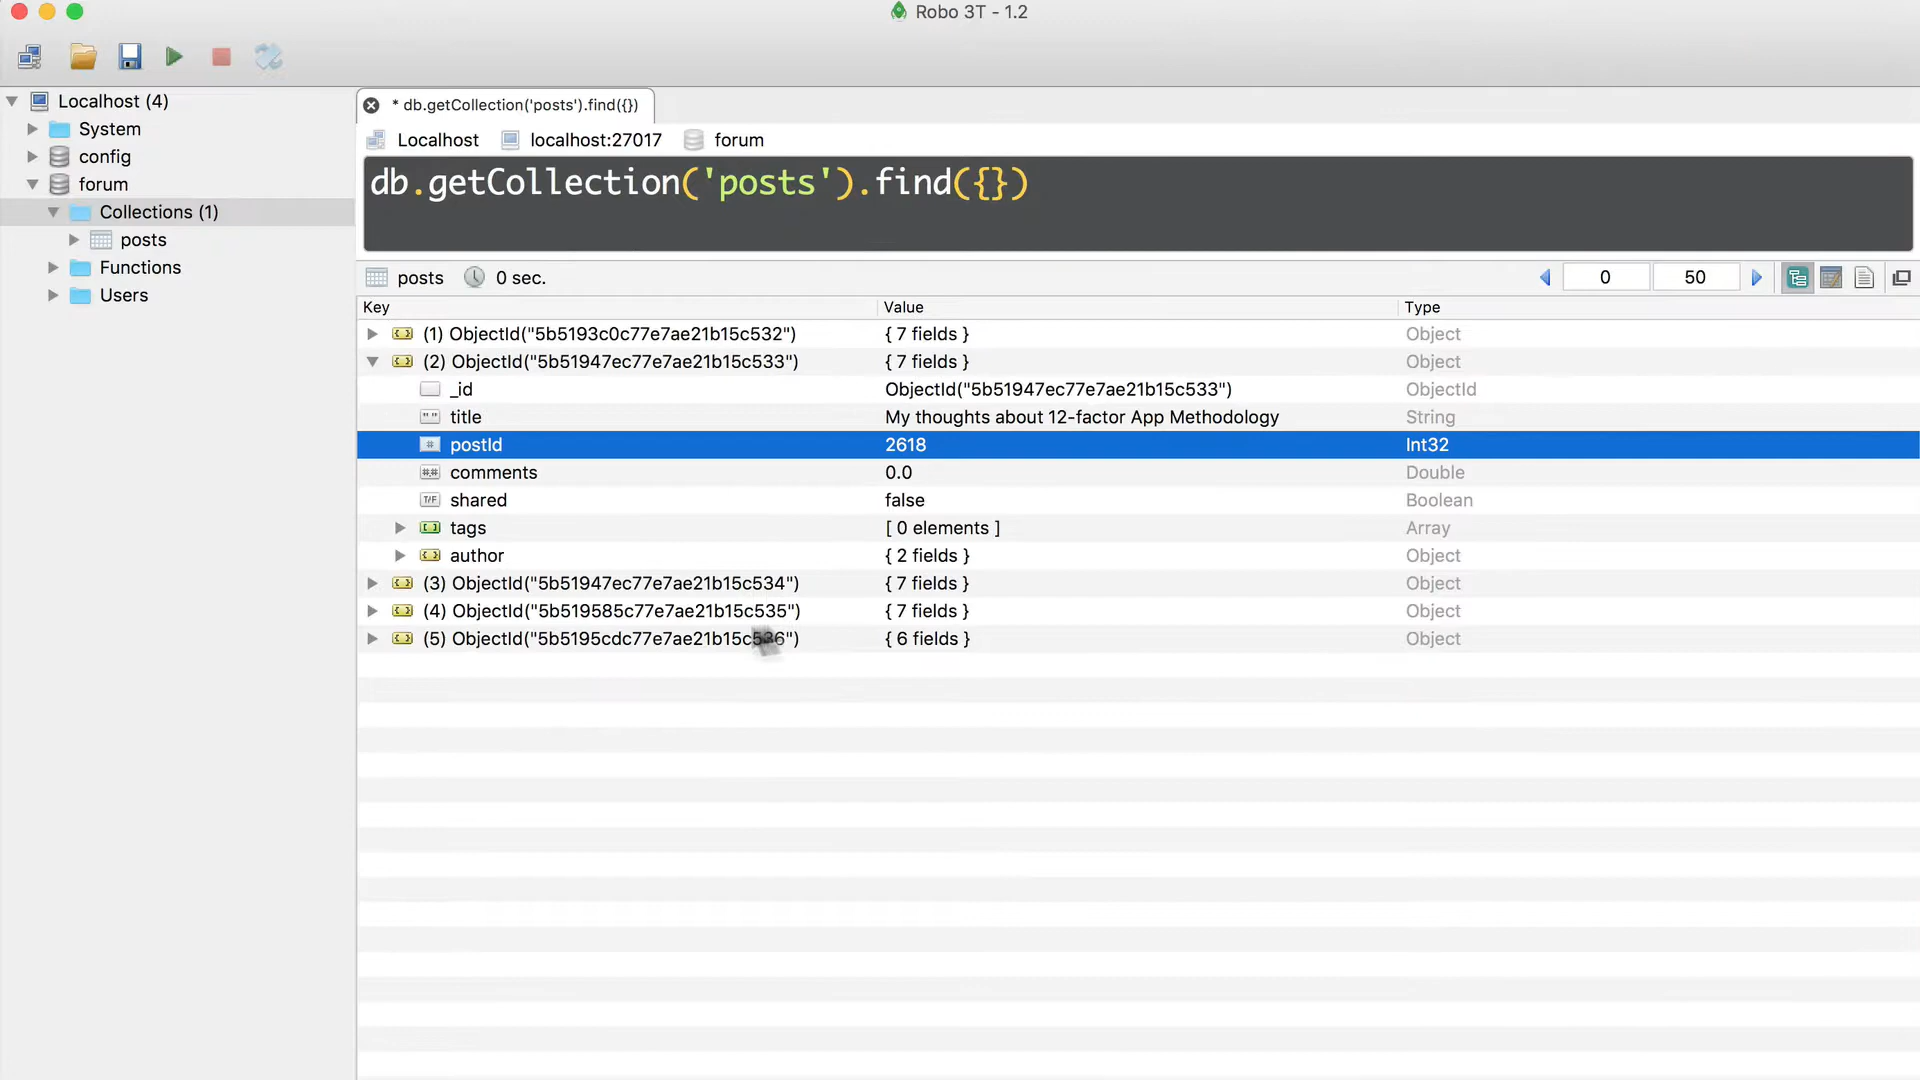 Robo 3T - 1.2
Localhost (4)
System
config
forum
Collections (1)
posts
Functions
Users
* db.getCollection('posts').find({})
Localhost localhost:27017 forum
db.getCollection('posts').find({})
posts 0 sec. 0 50
Key Value Type
(1) ObjectId("5b5193c0c77e7ae21b15c532") { 7 fields } Object
(2) ObjectId("5b51947ec77e7ae21b15c533") { 7 fields } Object
_id ObjectId("5b51947ec77e7ae21b15c533") ObjectId
" " title My thoughts about 12-factor App Methodology String
# postId 2618 Int32
#.# comments 0.0 Double
T/F shared false Boolean
tags [ 0 elements ] Array
author { 2 fields } Object
(3) ObjectId("5b51947ec77e7ae21b15c534") { 7 fields } Object
(4) ObjectId("5b519585c77e7ae21b15c535") { 7 fields } Object
(5) ObjectId("5b5195cdc77e7ae21b15c536") { 6 fields } Object